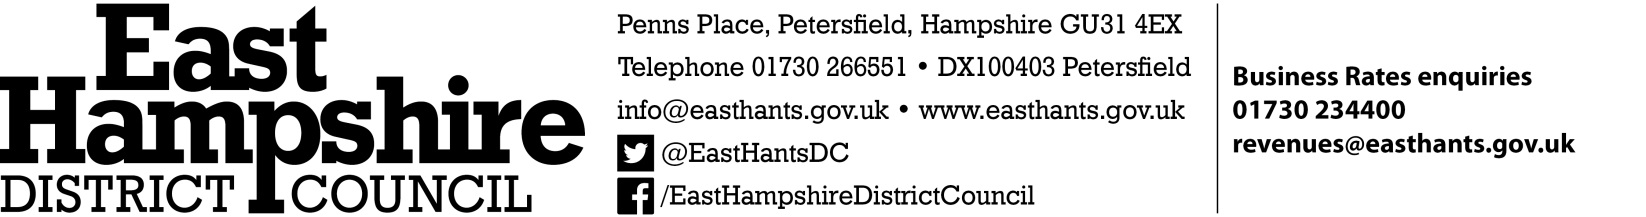 East
Hampshire
DISTRICT COUNCIL
Penns Place, Petersfield, Hampshire GU31 4EX
Telephone 01730 266551 • DX100403 Petersfield
info@easthants.gov.uk • www.easthants.gov.uk
@EastHantsDC
/EastHampshireDistrictCouncil
Business Rates enquiries
01730 234400
revenues@easthants.gov.uk